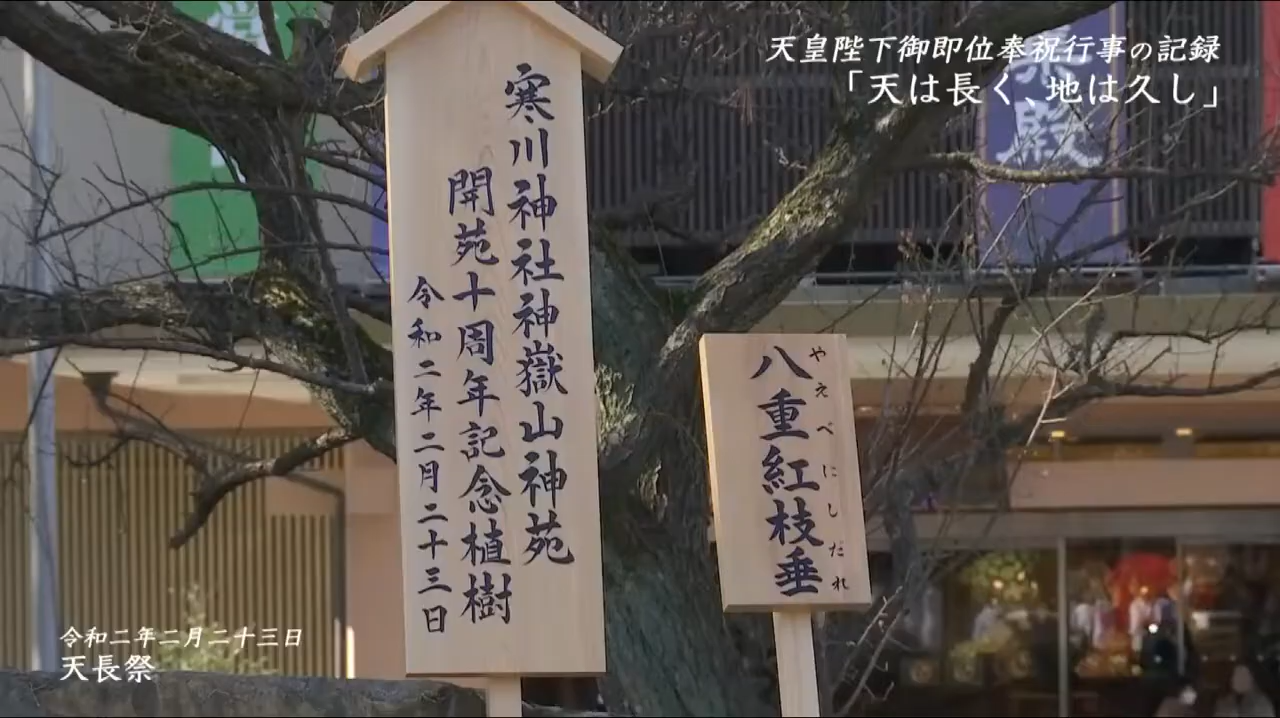 天皇陛下御即位奉祝行事の記録
「天は長く、地は久し」
寒川神社神嶽山神苑
開苑十周年記念植樹
令和二年二月二十三日
八重紅枝垂
やえべにしだれ
殿
令和二年二月二十三日
天長祭